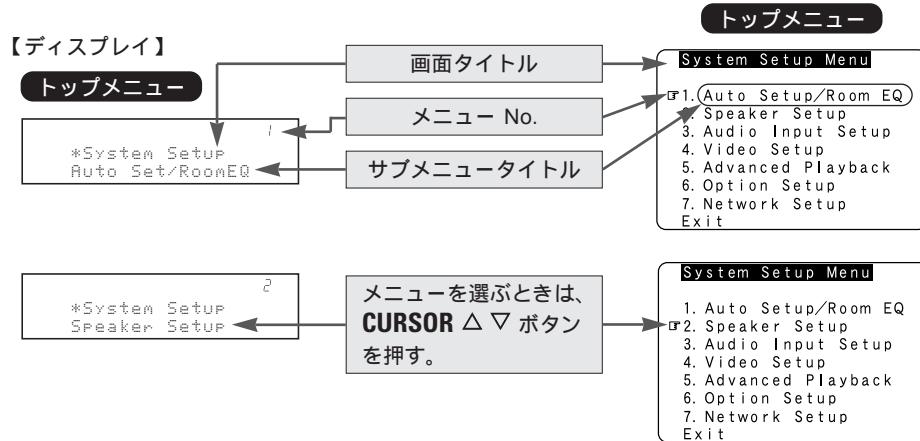 トップメニュー
【ディスプレイ】
トップメニュー
1
*System Setup
Auto Set/RoomEQ
画面タイトル
メニュー No.
サブメニュータイトル
System Setup Menu
☞1. Auto Setup/Room EQ
2. Speaker Setup
3. Audio Input Setup
4. Video Setup
5. Advanced Playback
6. Option Setup
7. Network Setup
Exit
2
*System Setup
Speaker Setup
メニューを選ぶときは、
CURSOR △ ▽ ボタン
を押す。
System Setup Menu
1. Auto Setup/Room EQ
☞2. Speaker Setup
3. Audio Input Setup
4. Video Setup
5. Advanced Playback
6. Option Setup
7. Network Setup
Exit